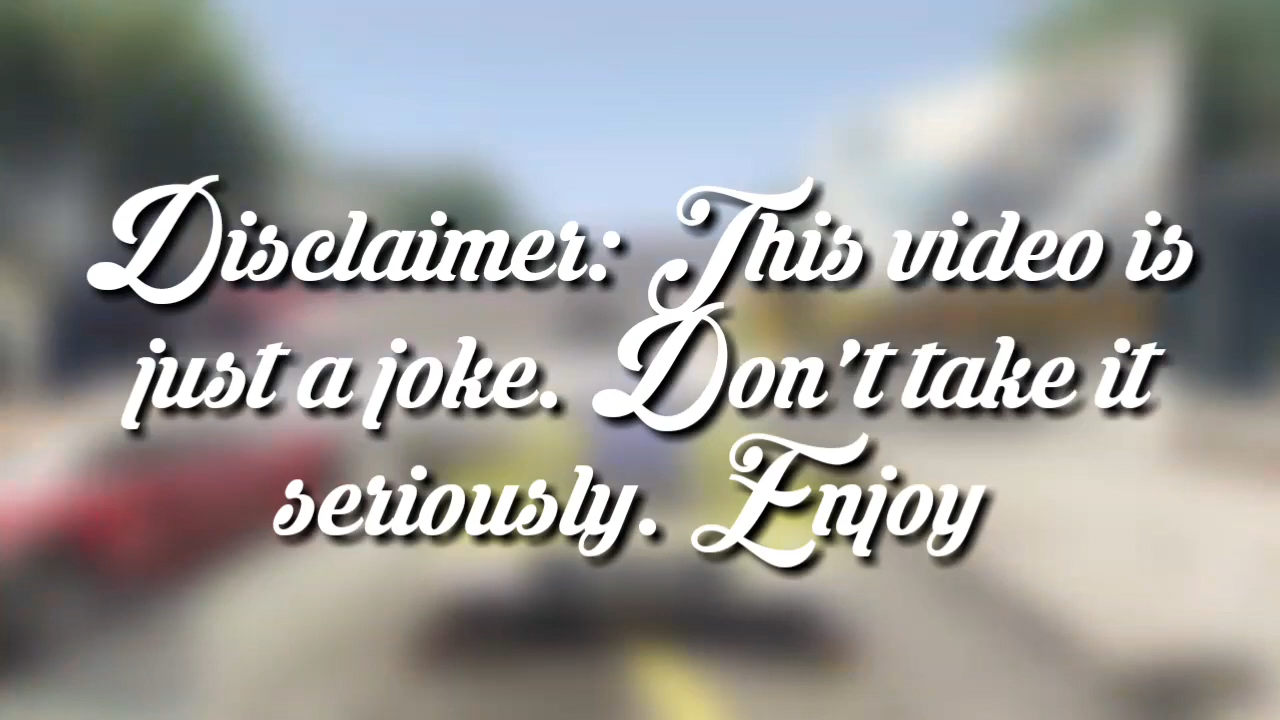 Disclaimer: This video is
just a joke. Don't take it
seriously. Enjoy